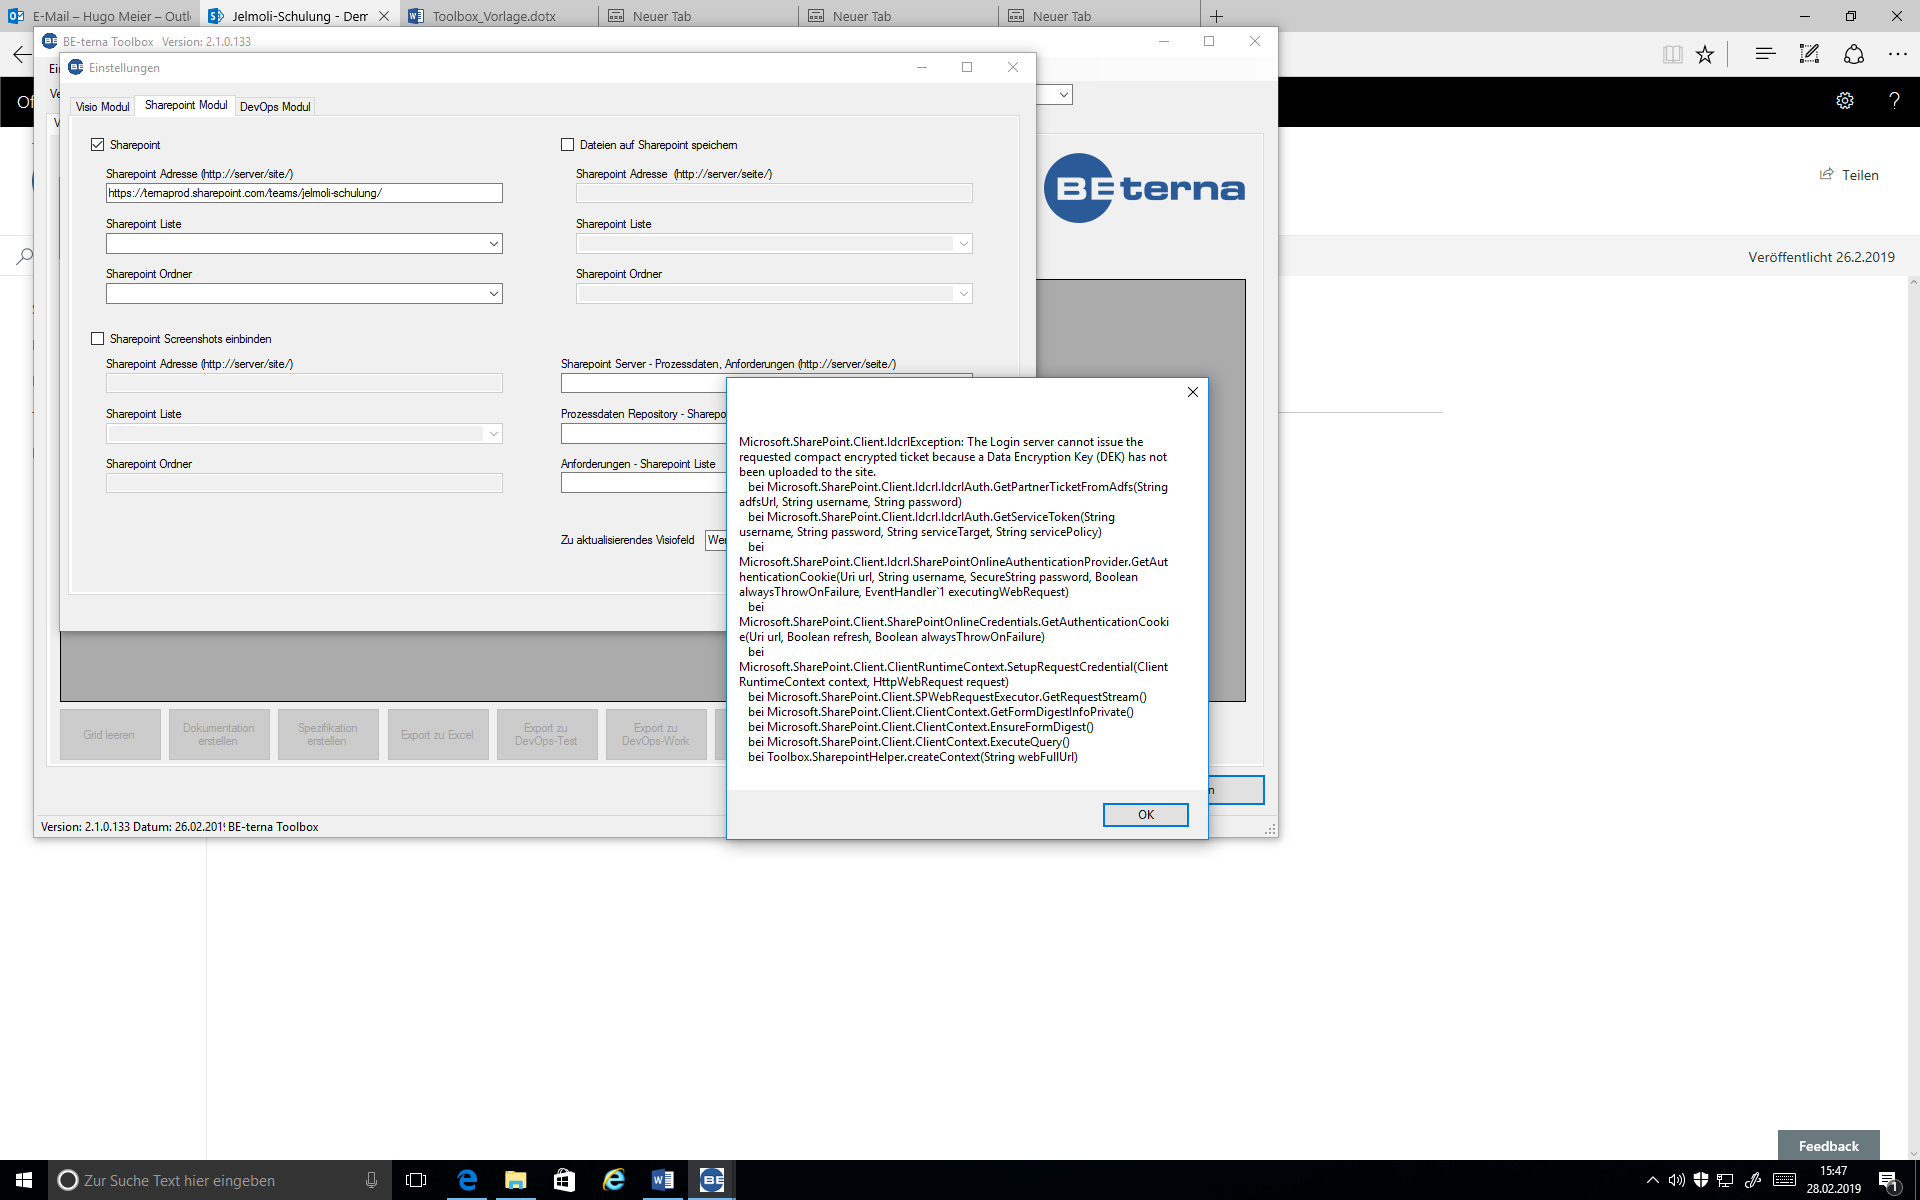 E-Mail – Hugo Meier – Outl
Jelmoli-Schulung - Dem
Toolbox_Vorlage.dotx
Neuer Tab
Neuer Tab
Neuer Tab
BE-terna Toolbox Version: 2.1.0.133
Einstellungen
Visio Modul
Sharepoint Modul
DevOps Modul
Sharepoint
Dateien auf Sharepoint speichern
Sharepoint Adresse (http://server/site/)
Sharepoint Adresse (http://server/seite/)
https://ternaprod.sharepoint.com/teams/jelmoli-schulung/
Sharepoint Liste
Sharepoint Liste
Sharepoint Ordner
Sharepoint Ordner
Sharepoint Screenshots einbinden
Sharepoint Adresse (http://server/site/)
Sharepoint Server - Prozessdaten, Anforderungen (http://server/seite/)
Sharepoint Liste
Prozessdaten Repository - Sharepo
Sharepoint Ordner
Anforderungen - Sharepoint Liste
Zu aktualisierendes Visiofeld
Wer
BE terna
Teilen
Veröffentlicht 26.2.2019
Microsoft.SharePoint.Client.IdcrlException: The Login server cannot issue the
requested compact encrypted ticket because a Data Encryption Key (DEK) has not
been uploaded to the site.
bei Microsoft.SharePoint.Client.Idcrl.IdcrlAuth.GetPartnerTicketFromAdfs(String
adfsUrl, String username, String password)
bei Microsoft.SharePoint.Client.Idcrl.IdcrlAuth.GetServiceToken(String
username, String password, String serviceTarget, String servicePolicy)
bei
Microsoft.SharePoint.Client.Idcrl.SharePointOnlineAuthenticationProvider.GetAut
henticationCookie(Uri url, String username, SecureString password, Boolean
alwaysThrowOnFailure, EventHandler`1 executingWebRequest)
bei
Microsoft.SharePoint.Client.SharePointOnlineCredentials.GetAuthenticationCooki
e(Uri url, Boolean refresh, Boolean alwaysThrowOnFailure)
bei
Microsoft.SharePoint.Client.ClientRuntimeContext.SetupRequestCredential(Client
RuntimeContext context, HttpWebRequest request)
bei Microsoft.SharePoint.Client.SPWebRequestExecutor.GetRequestStream()
bei Microsoft.SharePoint.Client.ClientContext.GetFormDigestInfoPrivate()
bei Microsoft.SharePoint.Client.ClientContext.EnsureFormDigest()
bei Microsoft.SharePoint.Client.ClientContext.ExecuteQuery()
bei Toolbox.SharepointHelper.createContext(String webFullUrl)
OK
Grid leeren
Dokumentation
erstellen
Spezifikation
erstellen
Export zu Excel
Export zu
DevOps-Test
Export zu
DevOps-Work
n
Version: 2.1.0.133 Datum: 26.02.201
BE-terna Toolbox
Feedback
Zur Suche Text hier eingeben
BE
15:47
28.02.2019
1